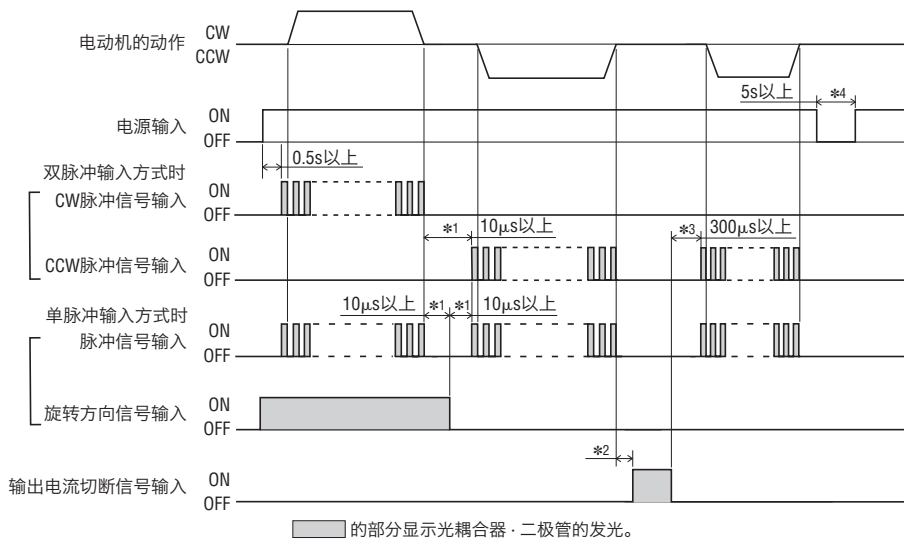 电动机的动作 CW
CCW
5s以上 *4
电源输入 ON
OFF
0.5s以上
双脉冲输入方式时
CW脉冲信号输入 ON
OFF
*1 10μs以上 *3 300μs以上
CCW脉冲信号输入 ON
OFF
单脉冲输入方式时 10μs以上 *1 *1 10μs以上
脉冲信号输入 ON
OFF
旋转方向信号输入 ON
OFF
*2
输出电流切断信号输入 ON
OFF
的部分显示光耦合器·二极管的发光。